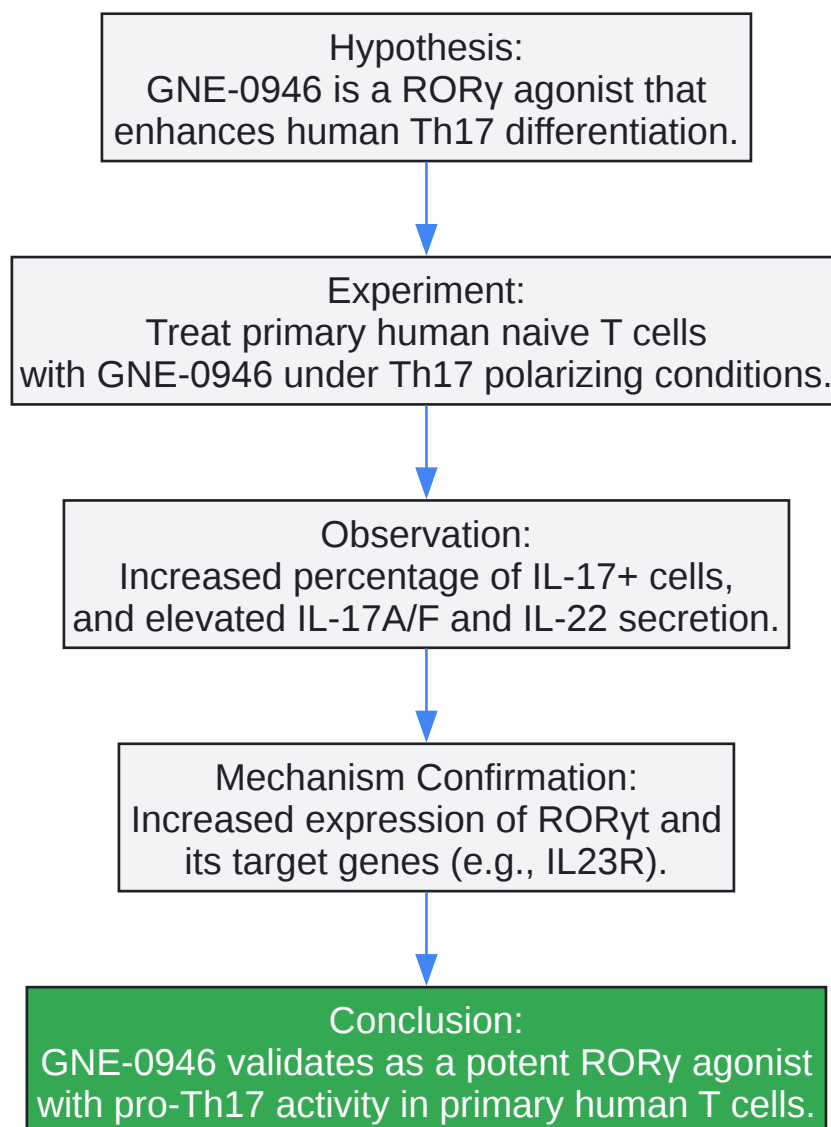 Hypothesis:
GNE-0946 is a RORγ agonist that
enhances human Th17 differentiation.
Experiment:
Treat primary human naive T cells
with GNE-0946 under Th17 polarizing conditions.
Observation:
Increased percentage of IL-17+ cells,
and elevated IL-17A/F and IL-22 secretion.
Mechanism Confirmation:
Increased expression of RORγt and
its target genes (e.g., IL23R).
Conclusion:
GNE-0946 validates as a potent RORγ agonist
with pro-Th17 activity in primary human T cells.